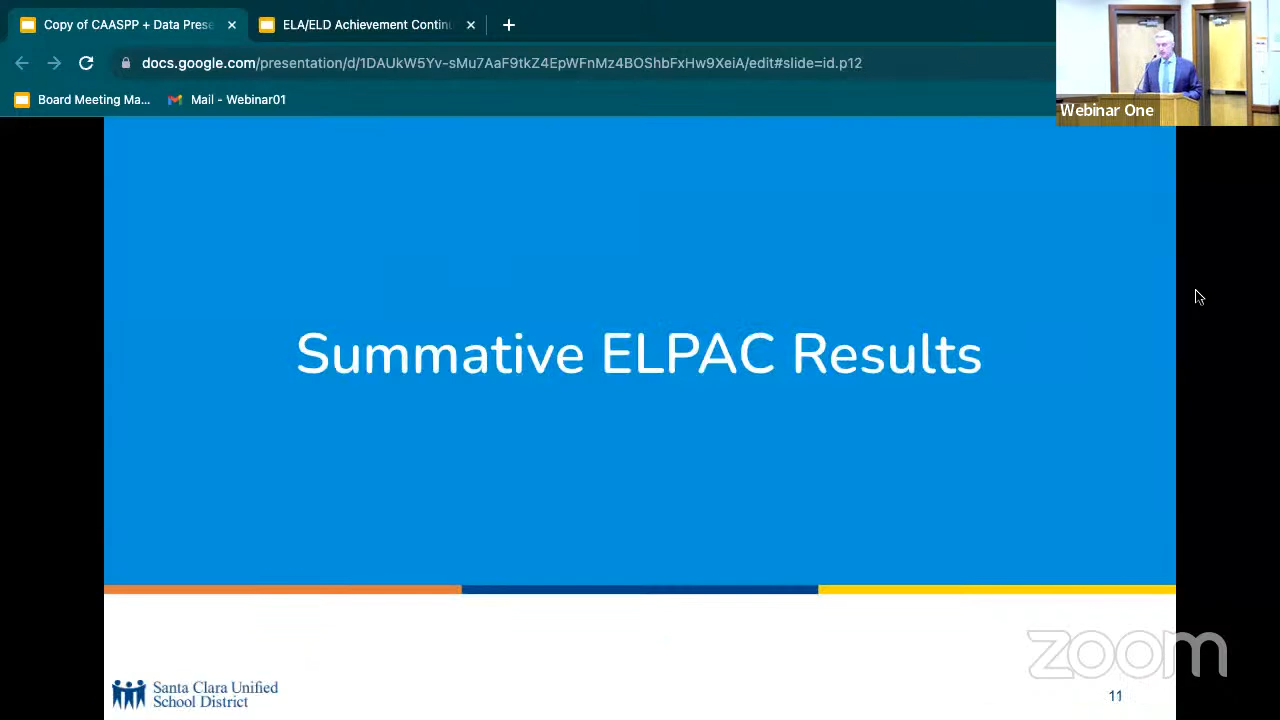 Copy of CAASPP + Data Prese
ELA/ELD Achievement Continu
docs.google.com/presentation/d/1DAUkW5Yv-sMu7AaF9tkZ4EpWFnMz4BOShbFxHw9XeiA/edit#slide=id.p12
Board Meeting Ma...
Mail - Webinar01
Webinar One
Summative ELPAC Results
zoom
Santa Clara Unified
School District
11